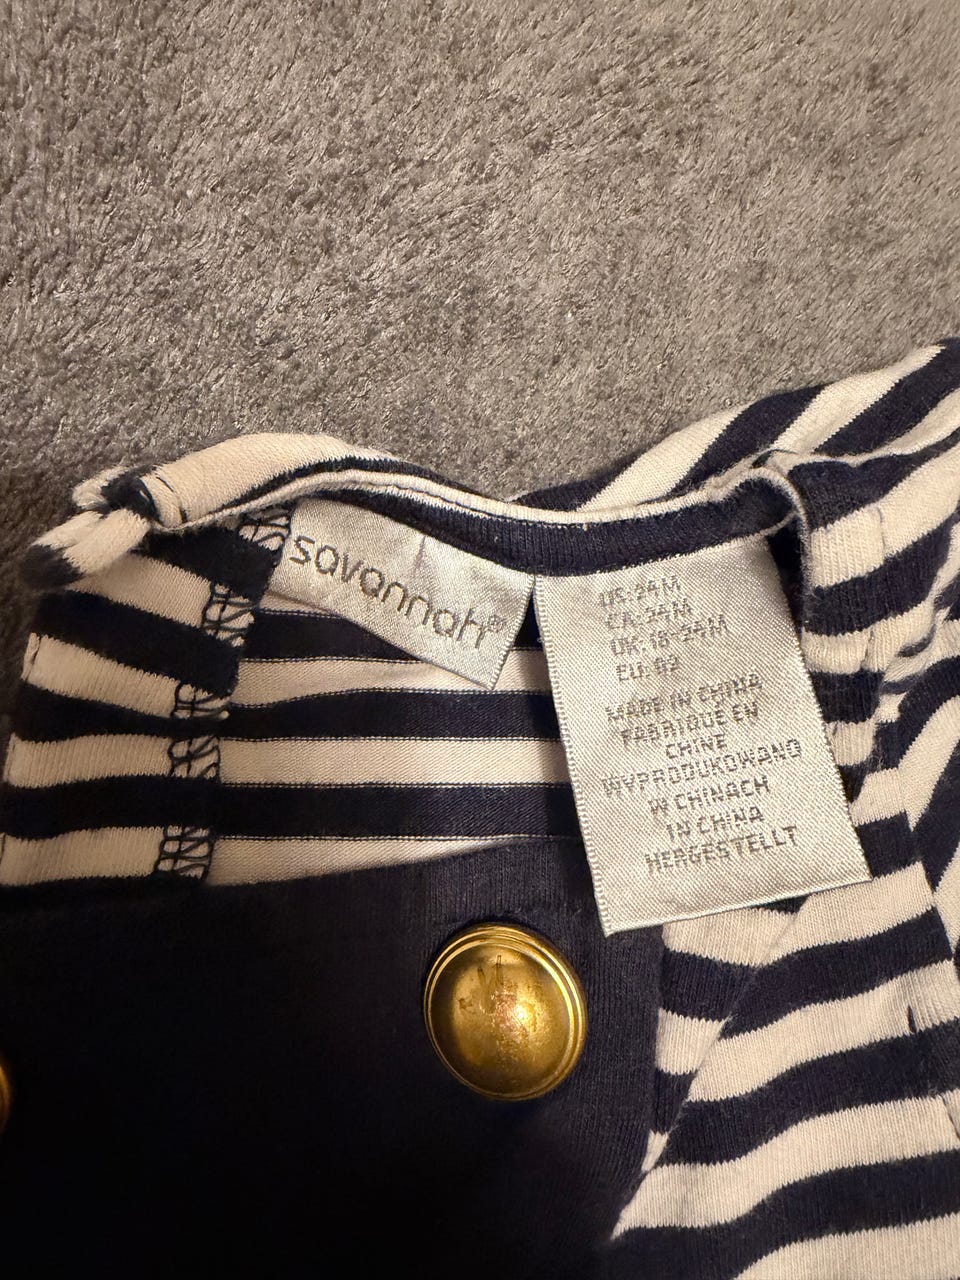 savannah®
US: 24M
CA: 24M
UK: 18-24M
EU: 92
MADE IN CHINA
FABRIQUÉ EN
CHINE
WYPRODUKOWANO
W CHINACH
IN CHINA
HERGESTELLT